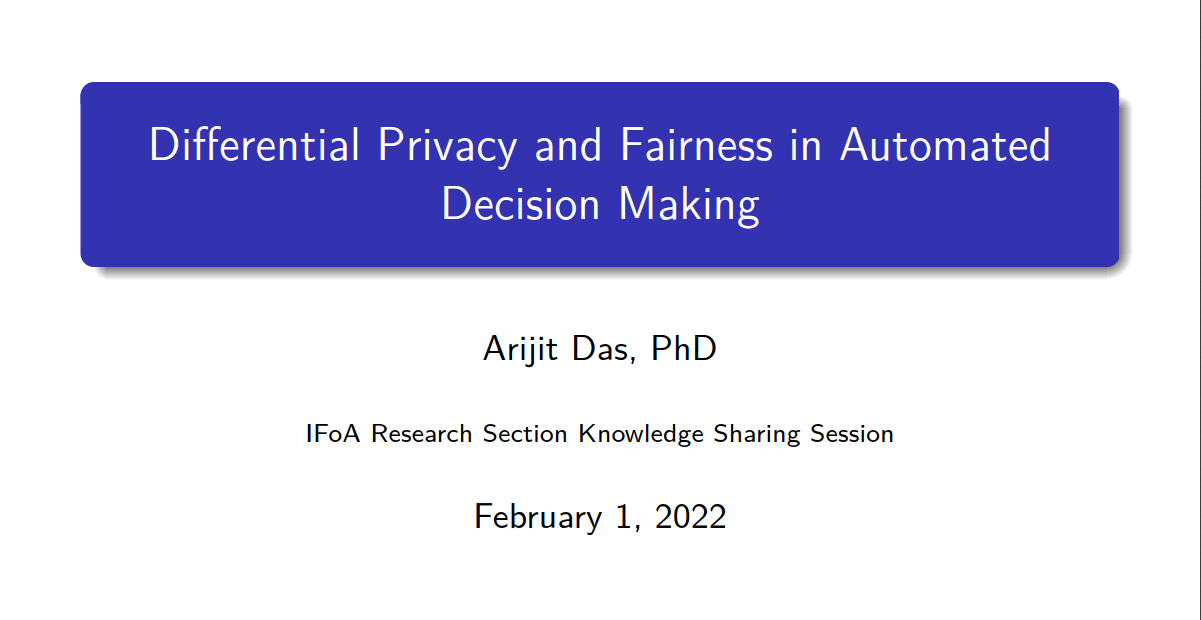 Differential Privacy and Fairness in Automated
Decision Making
Arijit Das, PhD
IFoA Research Section Knowledge Sharing Session
February 1, 2022